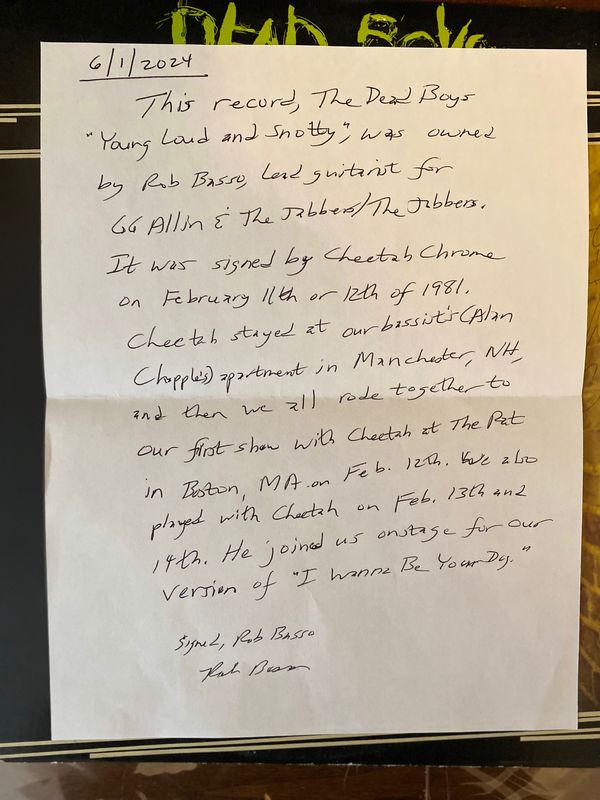 DEAD BOYS
6/1/2024
This record, The Dead Boys
"Young Loud and Snotty", was owned
by Rob Basso, lead guitarist for
GG Allin & The Jabbers/The Jabbers.
It was signed by Cheetah Chrome
on February 11th or 12th of 1981.
Cheetah stayed at our bassist's (Alan
Chapple's) apartment in Manchester, NH,
and then we all rode together to
our first show with Cheetah at The Rat
in Boston, MA on Feb. 12th. We also
played with Cheetah on Feb. 13th and
14th. He joined us onstage for our
version of "I Wanna Be Your Dog."
Signed, Rob Basso
Rob Basso